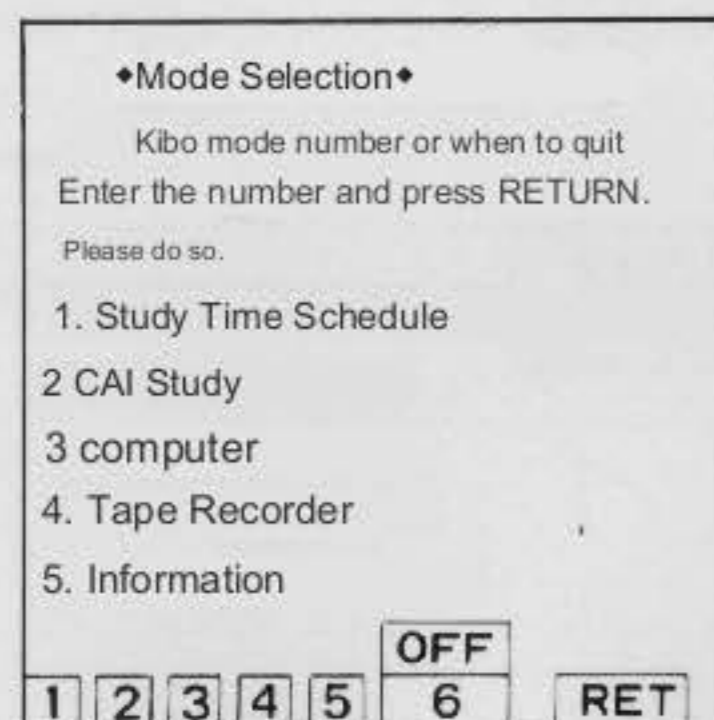 ◆Mode Selection◆
Kibo mode number or when to quit
Enter the number and press RETURN.
Please do so.
1. Study Time Schedule
2 CAI Study
3 computer
4. Tape Recorder
5. Information
OFF
1 2 3 4 5 6 RET